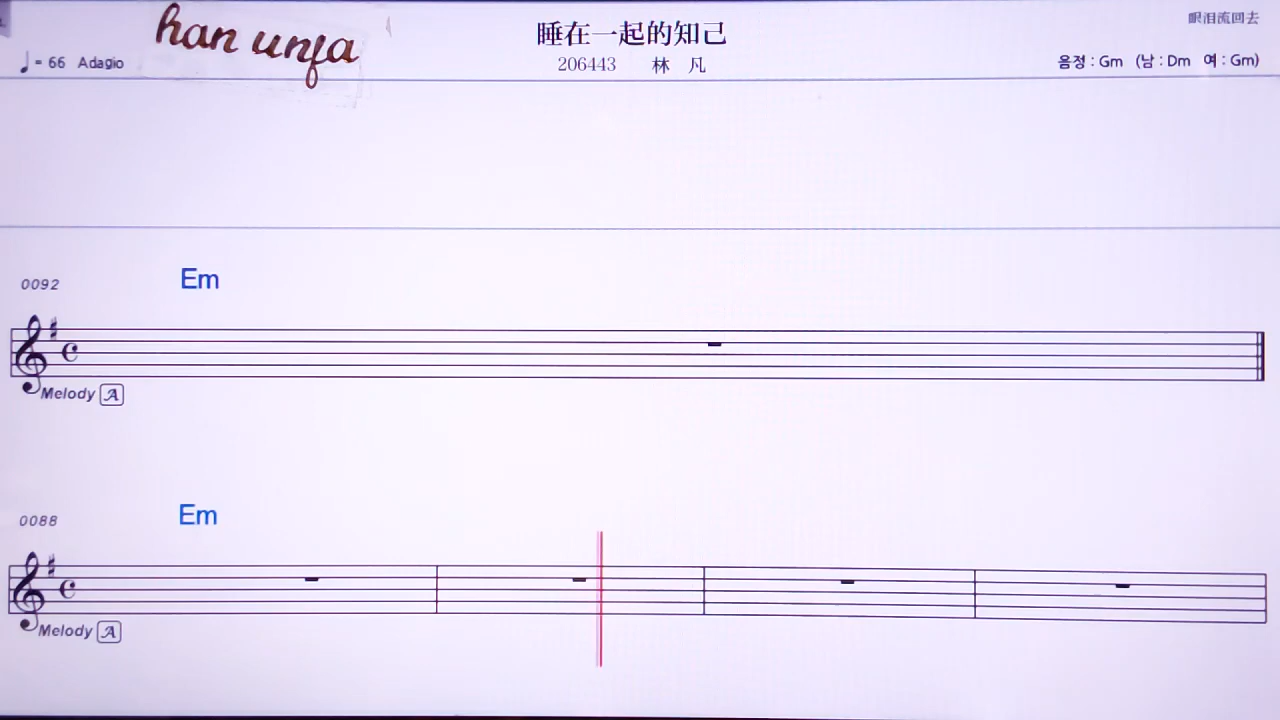 han unfa
睡在一起的知己
眼泪流回去
♩= 66 Adagio
206443 林 凡
음정 : Gm (남 : Dm 여 : Gm)
0092 Em
Melody A
0088 Em
Melody A